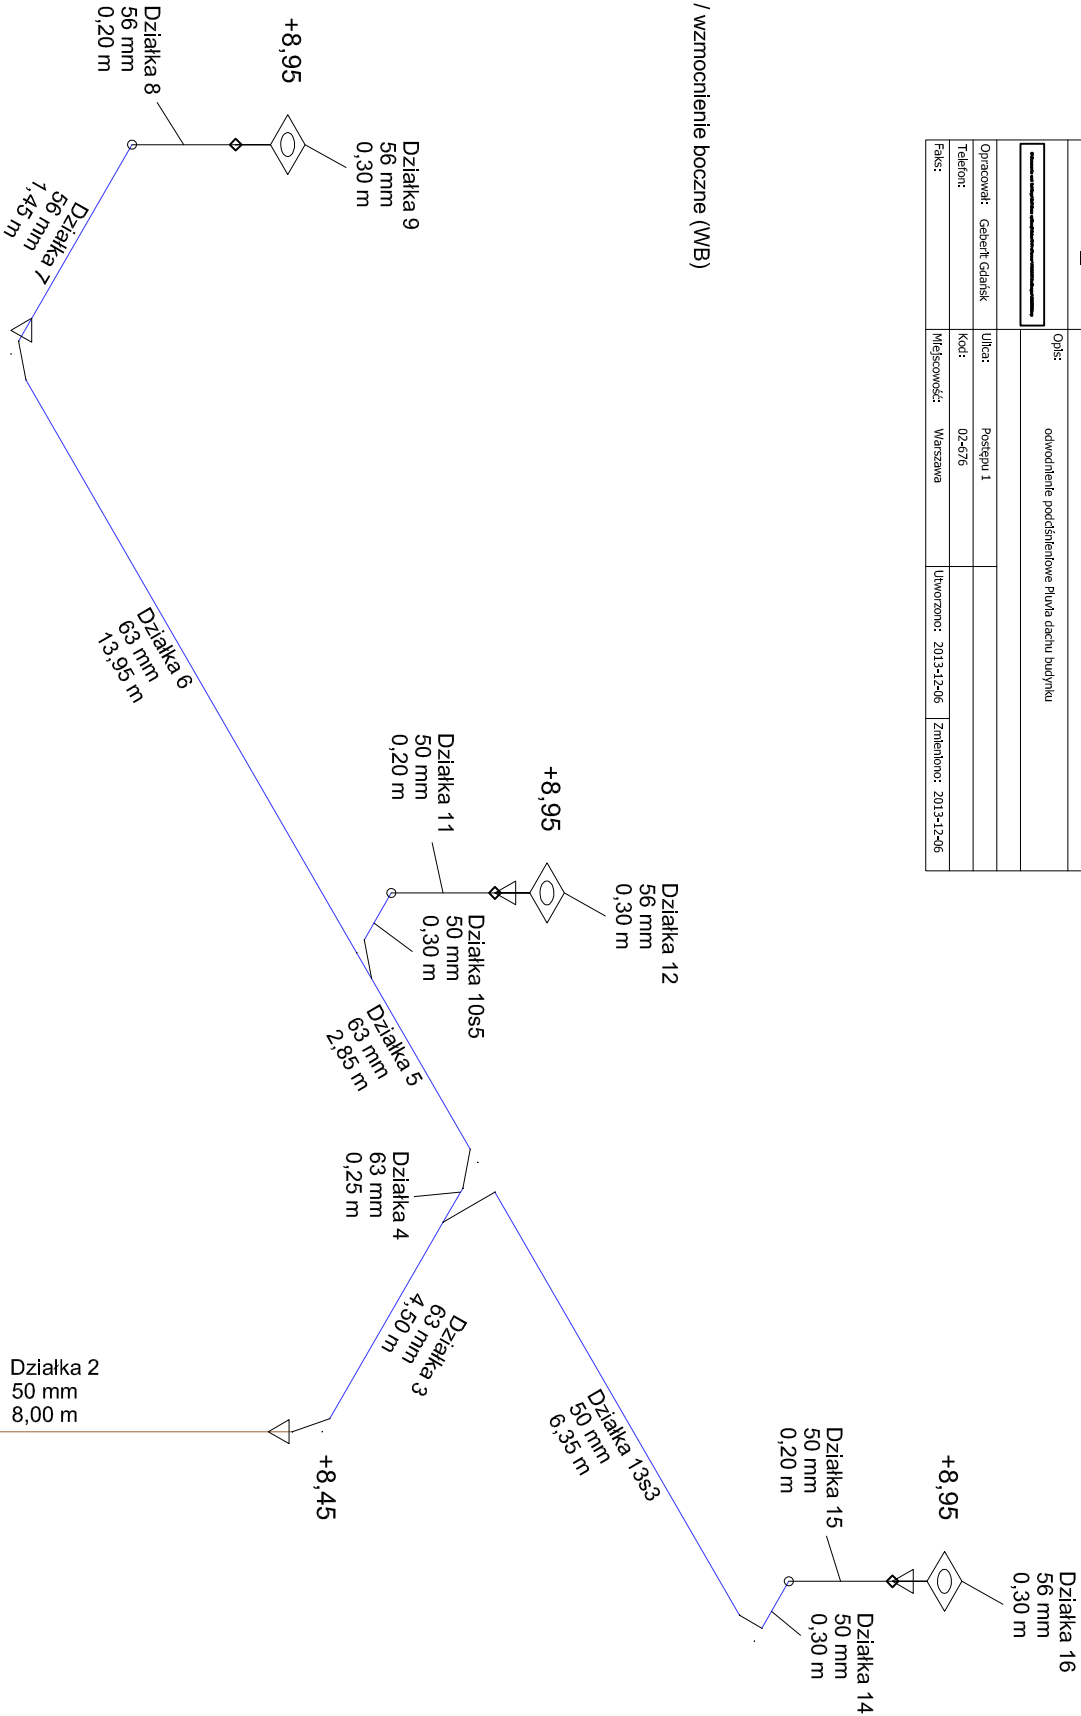 Opis:
odwodnienie podciśnieniowe Pluvia dachu budynku
Opracował: Geberit Gdańsk
Ulica: Postępu 1
Telefon:
Kod: 02-676
Faks:
Miejscowość: Warszawa
Utworzono: 2013-12-06
Zmieniono: 2013-12-06
/ wzmocnienie boczne (WB)
+8,95
Działka 8
56 mm
0,20 m
Działka 9
56 mm
0,30 m
Działka 7
56 mm
1,45 m
Działka 6
63 mm
13,95 m
+8,95
Działka 11
50 mm
0,20 m
Działka 12
56 mm
0,30 m
Działka 10s5
50 mm
0,30 m
Działka 5
63 mm
2,85 m
Działka 4
63 mm
0,25 m
Działka 3
63 mm
4,50 m
Działka 2
50 mm
8,00 m
+8,45
Działka 13s3
50 mm
6,35 m
+8,95
Działka 15
50 mm
0,20 m
Działka 16
56 mm
0,30 m
Działka 14
50 mm
0,30 m